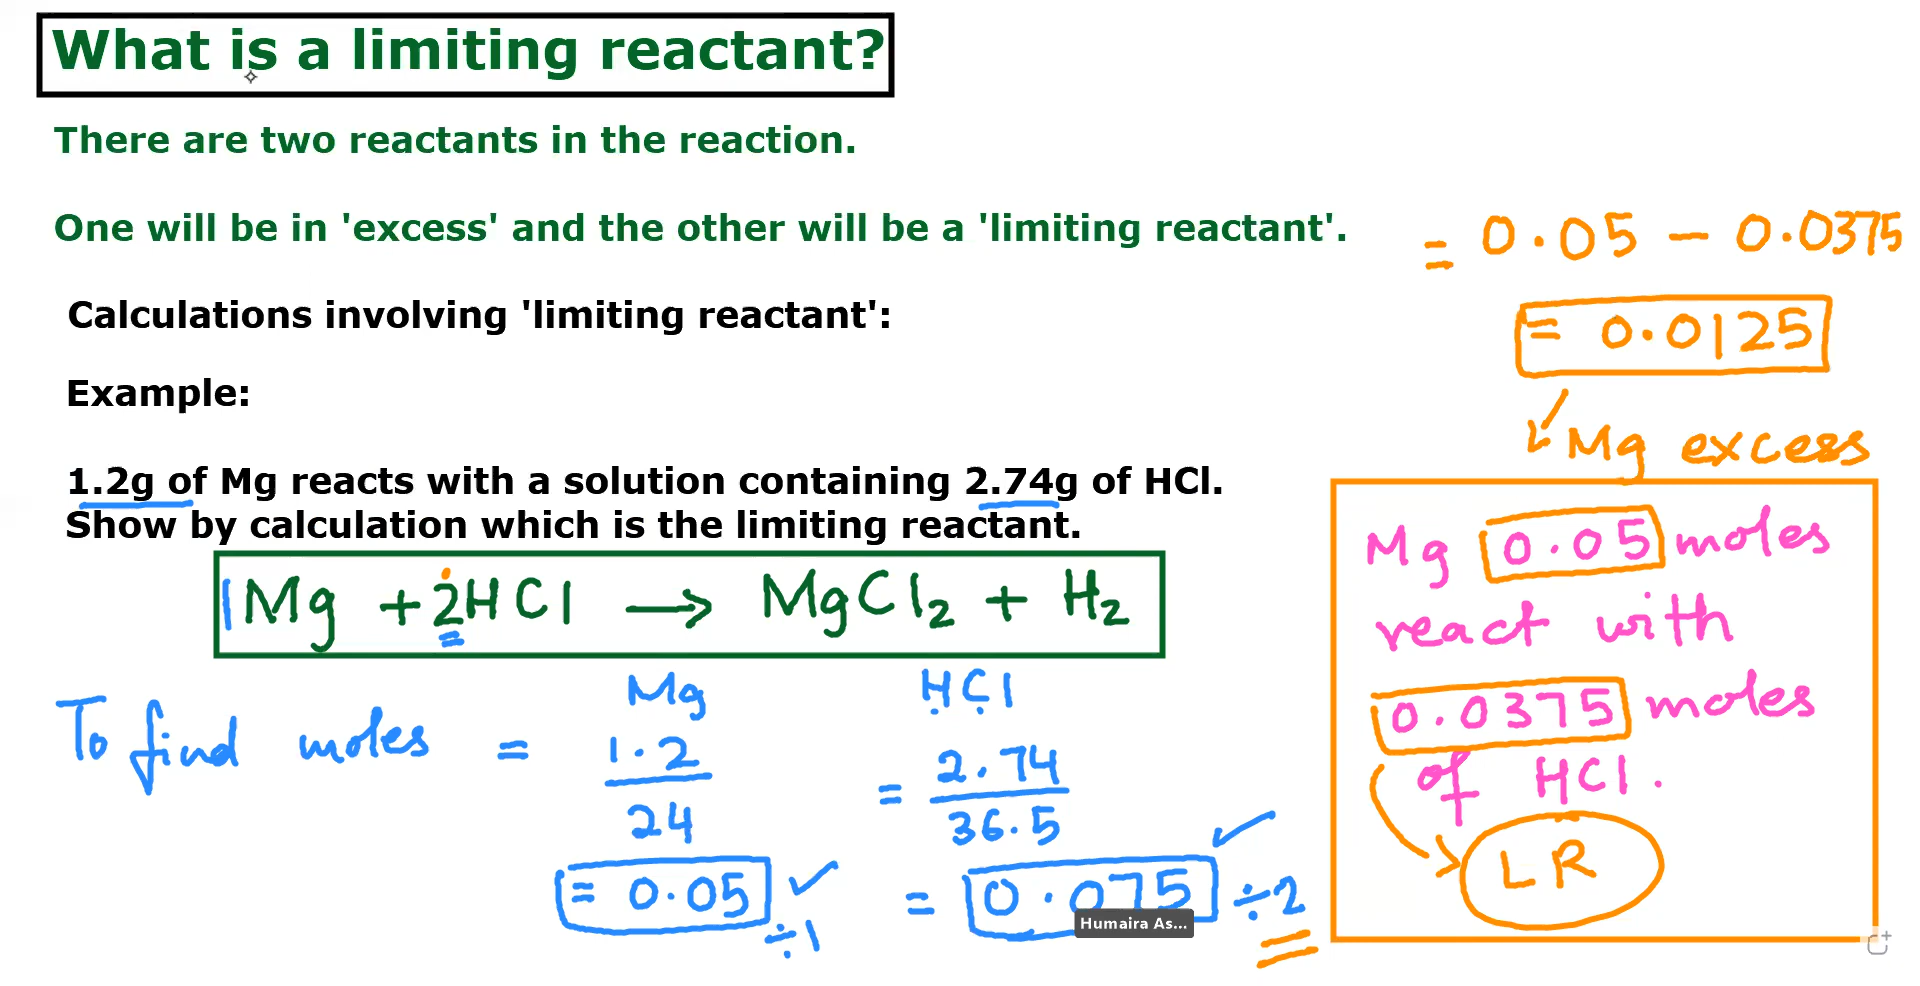 What is a limiting reactant?
There are two reactants in the reaction.
One will be in 'excess' and the other will be a 'limiting reactant'.
= 0.05 - 0.0375
= 0.0125
Mg excess
Calculations involving 'limiting reactant':
Example:
1.2g of Mg reacts with a solution containing 2.74g of HCl.
Show by calculation which is the limiting reactant.
1Mg + 2HCl → MgCl₂ + H₂
Mg HCl
To find moles = 1.2/24 = 2.74/36.5
= 0.05 ✓ ÷1 = 0.075 ✓ ÷2
Humaira As...
Mg 0.05 moles
react with
0.0375 moles
of HCl.
LR